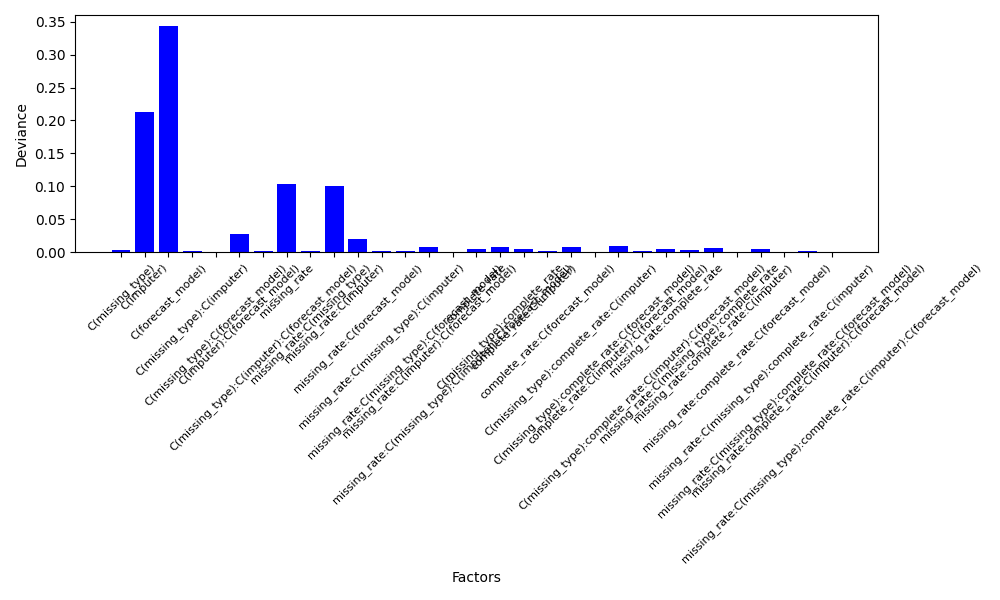 Deviance
0.35
0.30
0.25
0.20
0.15
0.10
0.05
0.00
C(missing_type)
C(imputer)
C(forecast_model)
C(missing_type):C(imputer)
C(missing_type):C(forecast_model)
C(imputer):C(forecast_model)
C(missing_type):C(imputer):C(forecast_model)
missing_rate
missing_rate:C(missing_type)
missing_rate:C(imputer)
missing_rate:C(forecast_model)
missing_rate:C(missing_type):C(imputer)
missing_rate:C(missing_type):C(forecast_model)
missing_rate:C(imputer):C(forecast_model)
missing_rate:C(missing_type):C(imputer):C(forecast_model)
complete_rate
C(missing_type):complete_rate
complete_rate:C(imputer)
complete_rate:C(forecast_model)
C(missing_type):complete_rate:C(imputer)
C(missing_type):complete_rate:C(forecast_model)
complete_rate:C(imputer):C(forecast_model)
C(missing_type):complete_rate:C(imputer):C(forecast_model)
missing_rate:complete_rate
missing_rate:C(missing_type):complete_rate
missing_rate:complete_rate:C(imputer)
missing_rate:complete_rate:C(forecast_model)
missing_rate:C(missing_type):complete_rate:C(imputer)
missing_rate:C(missing_type):complete_rate:C(forecast_model)
missing_rate:complete_rate:C(imputer):C(forecast_model)
missing_rate:C(missing_type):complete_rate:C(imputer):C(forecast_model)
Factors